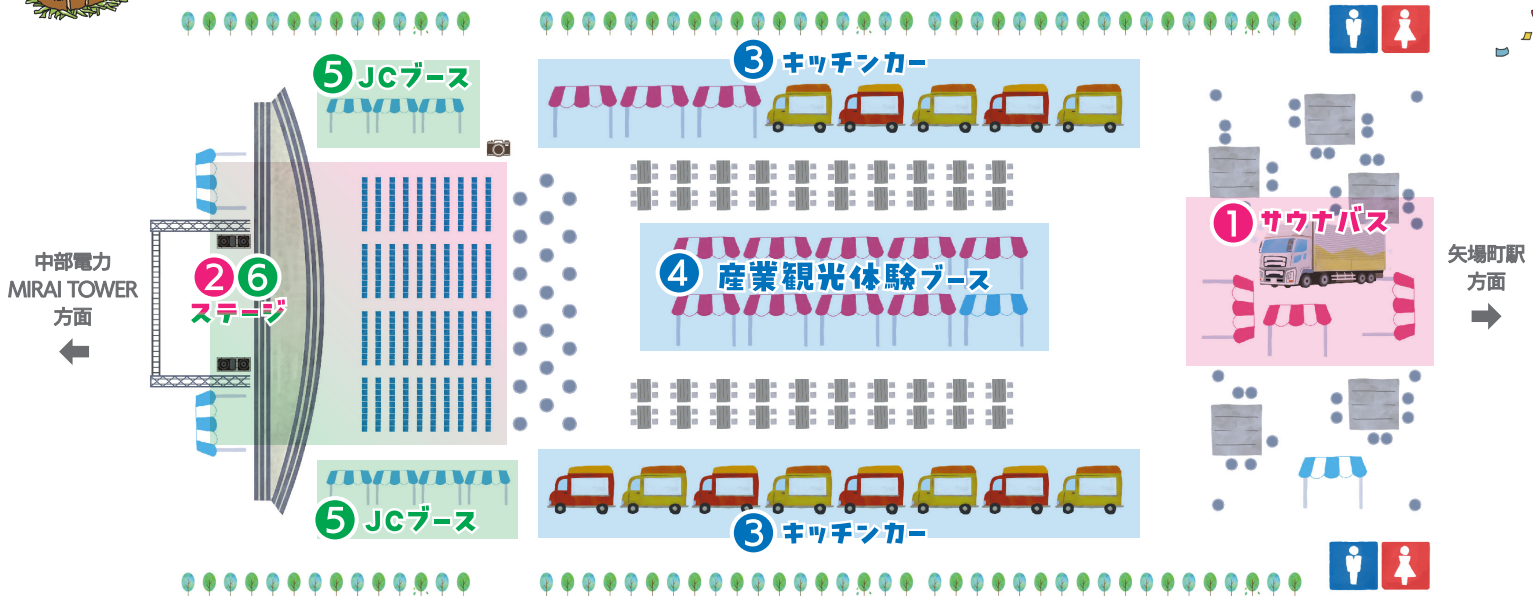 ⑤ JCブース
③ キッチンカー
① サウナバス
中部電力
MIRAI TOWER
方面
②⑥
ステージ
④ 産業観光体験ブース
矢場町駅
方面
⑤ JCブース
③ キッチンカー